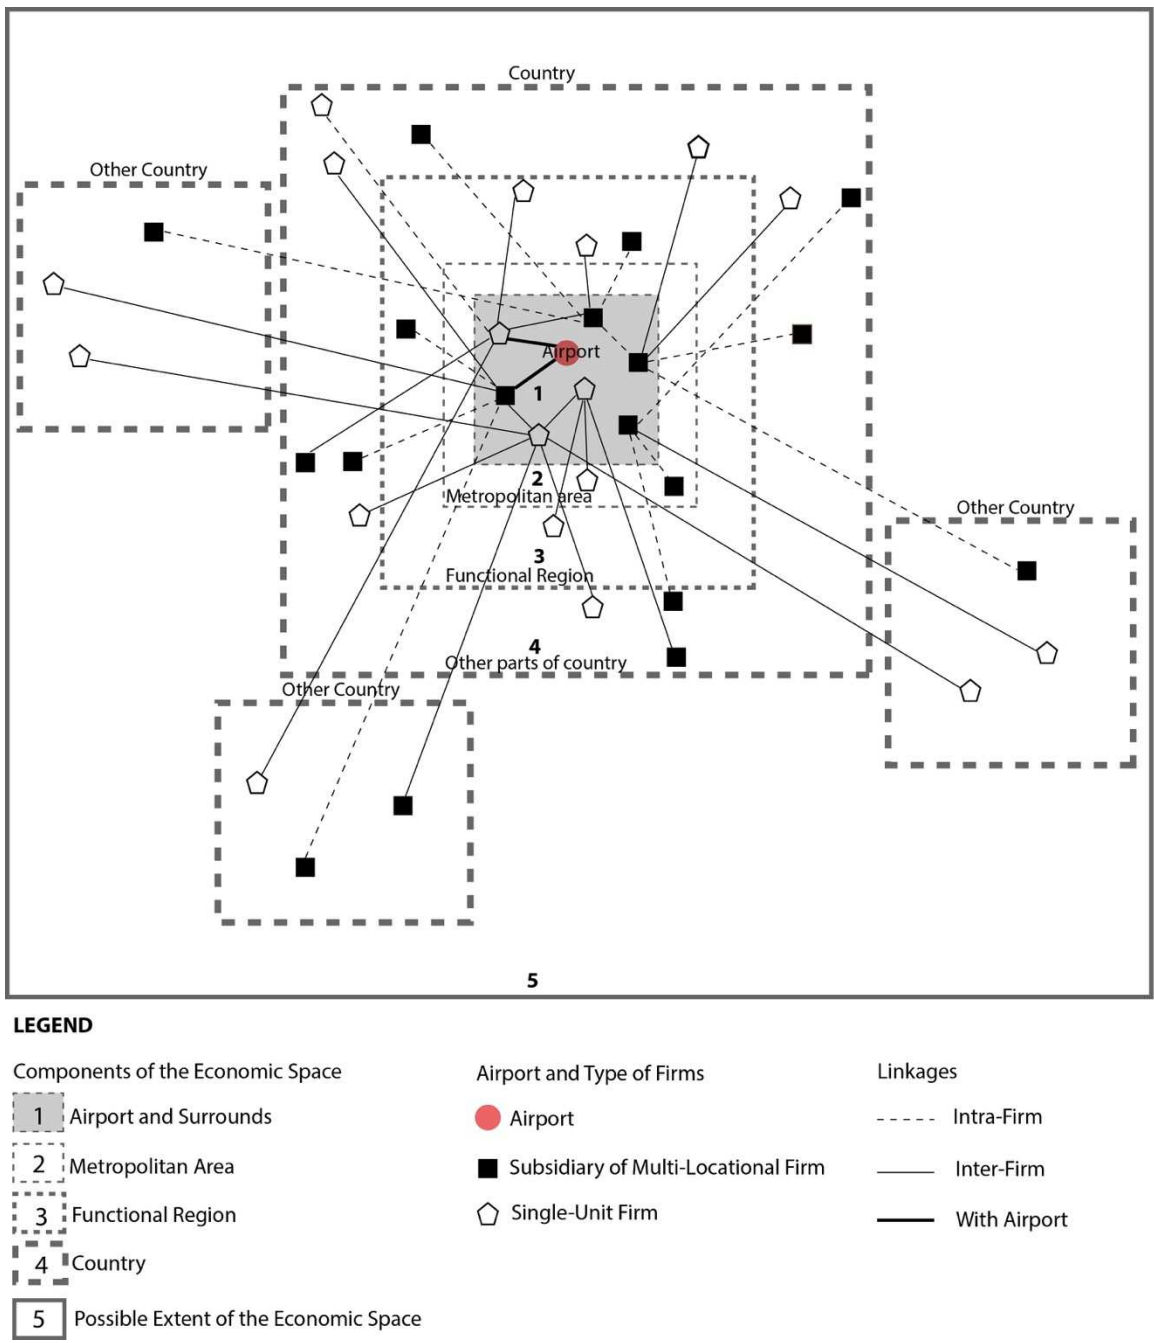 Country
Other Country
Airport
1
2
Metropolitan area
Other Country
3
Functional Region
4
Other parts of country
Other Country
5
LEGEND
Components of the Economic Space
1 Airport and Surrounds
2 Metropolitan Area
3 Functional Region
4 Country
5 Possible Extent of the Economic Space
Airport and Type of Firms
Airport
Subsidiary of Multi-Locational Firm
Single-Unit Firm
Linkages
Intra-Firm
Inter-Firm
With Airport